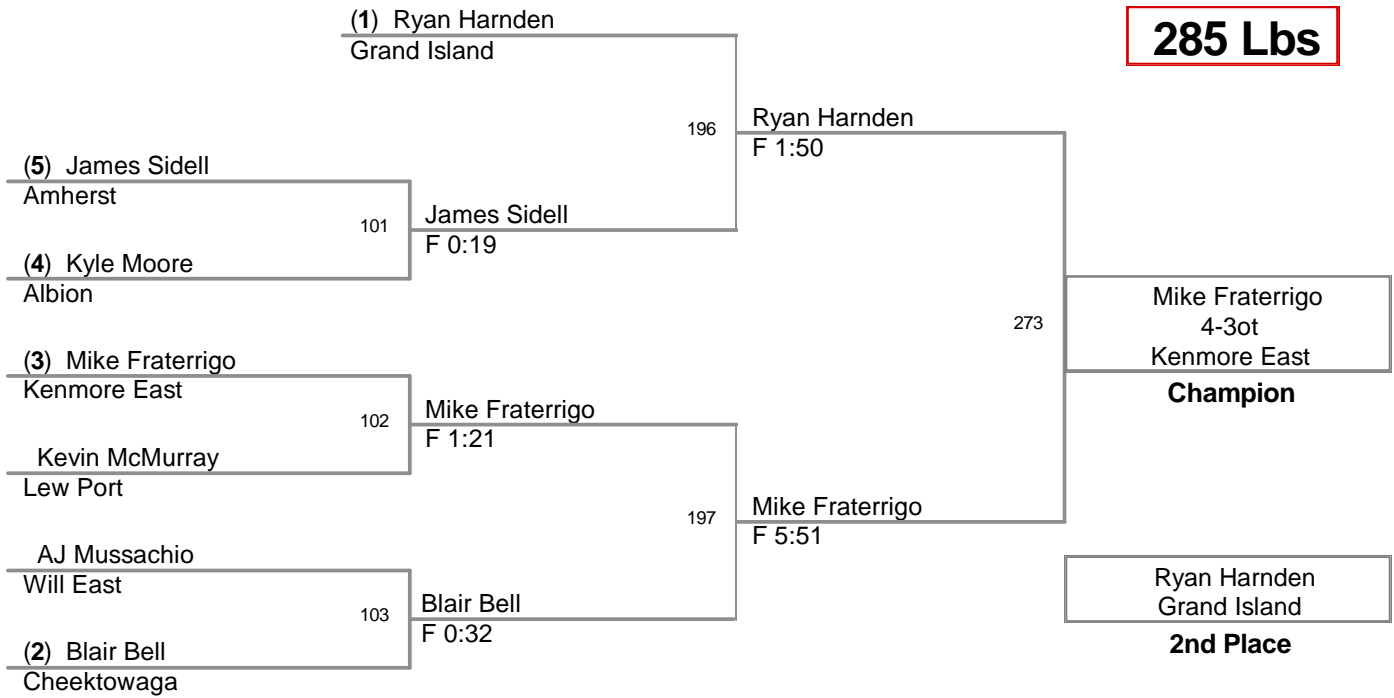 (1) Ryan Harnden
Grand Island
285 Lbs
196
Ryan Harnden
F 1:50
(5) James Sidell
Amherst
101
James Sidell
F 0:19
(4) Kyle Moore
Albion
273
Mike Fraterrigo
4-3ot
Kenmore East
Champion
(3) Mike Fraterrigo
Kenmore East
102
Mike Fraterrigo
F 1:21
Kevin McMurray
Lew Port
197
Mike Fraterrigo
F 5:51
AJ Mussachio
Will East
103
Blair Bell
F 0:32
(2) Blair Bell
Cheektowaga
Ryan Harnden
Grand Island
2nd Place